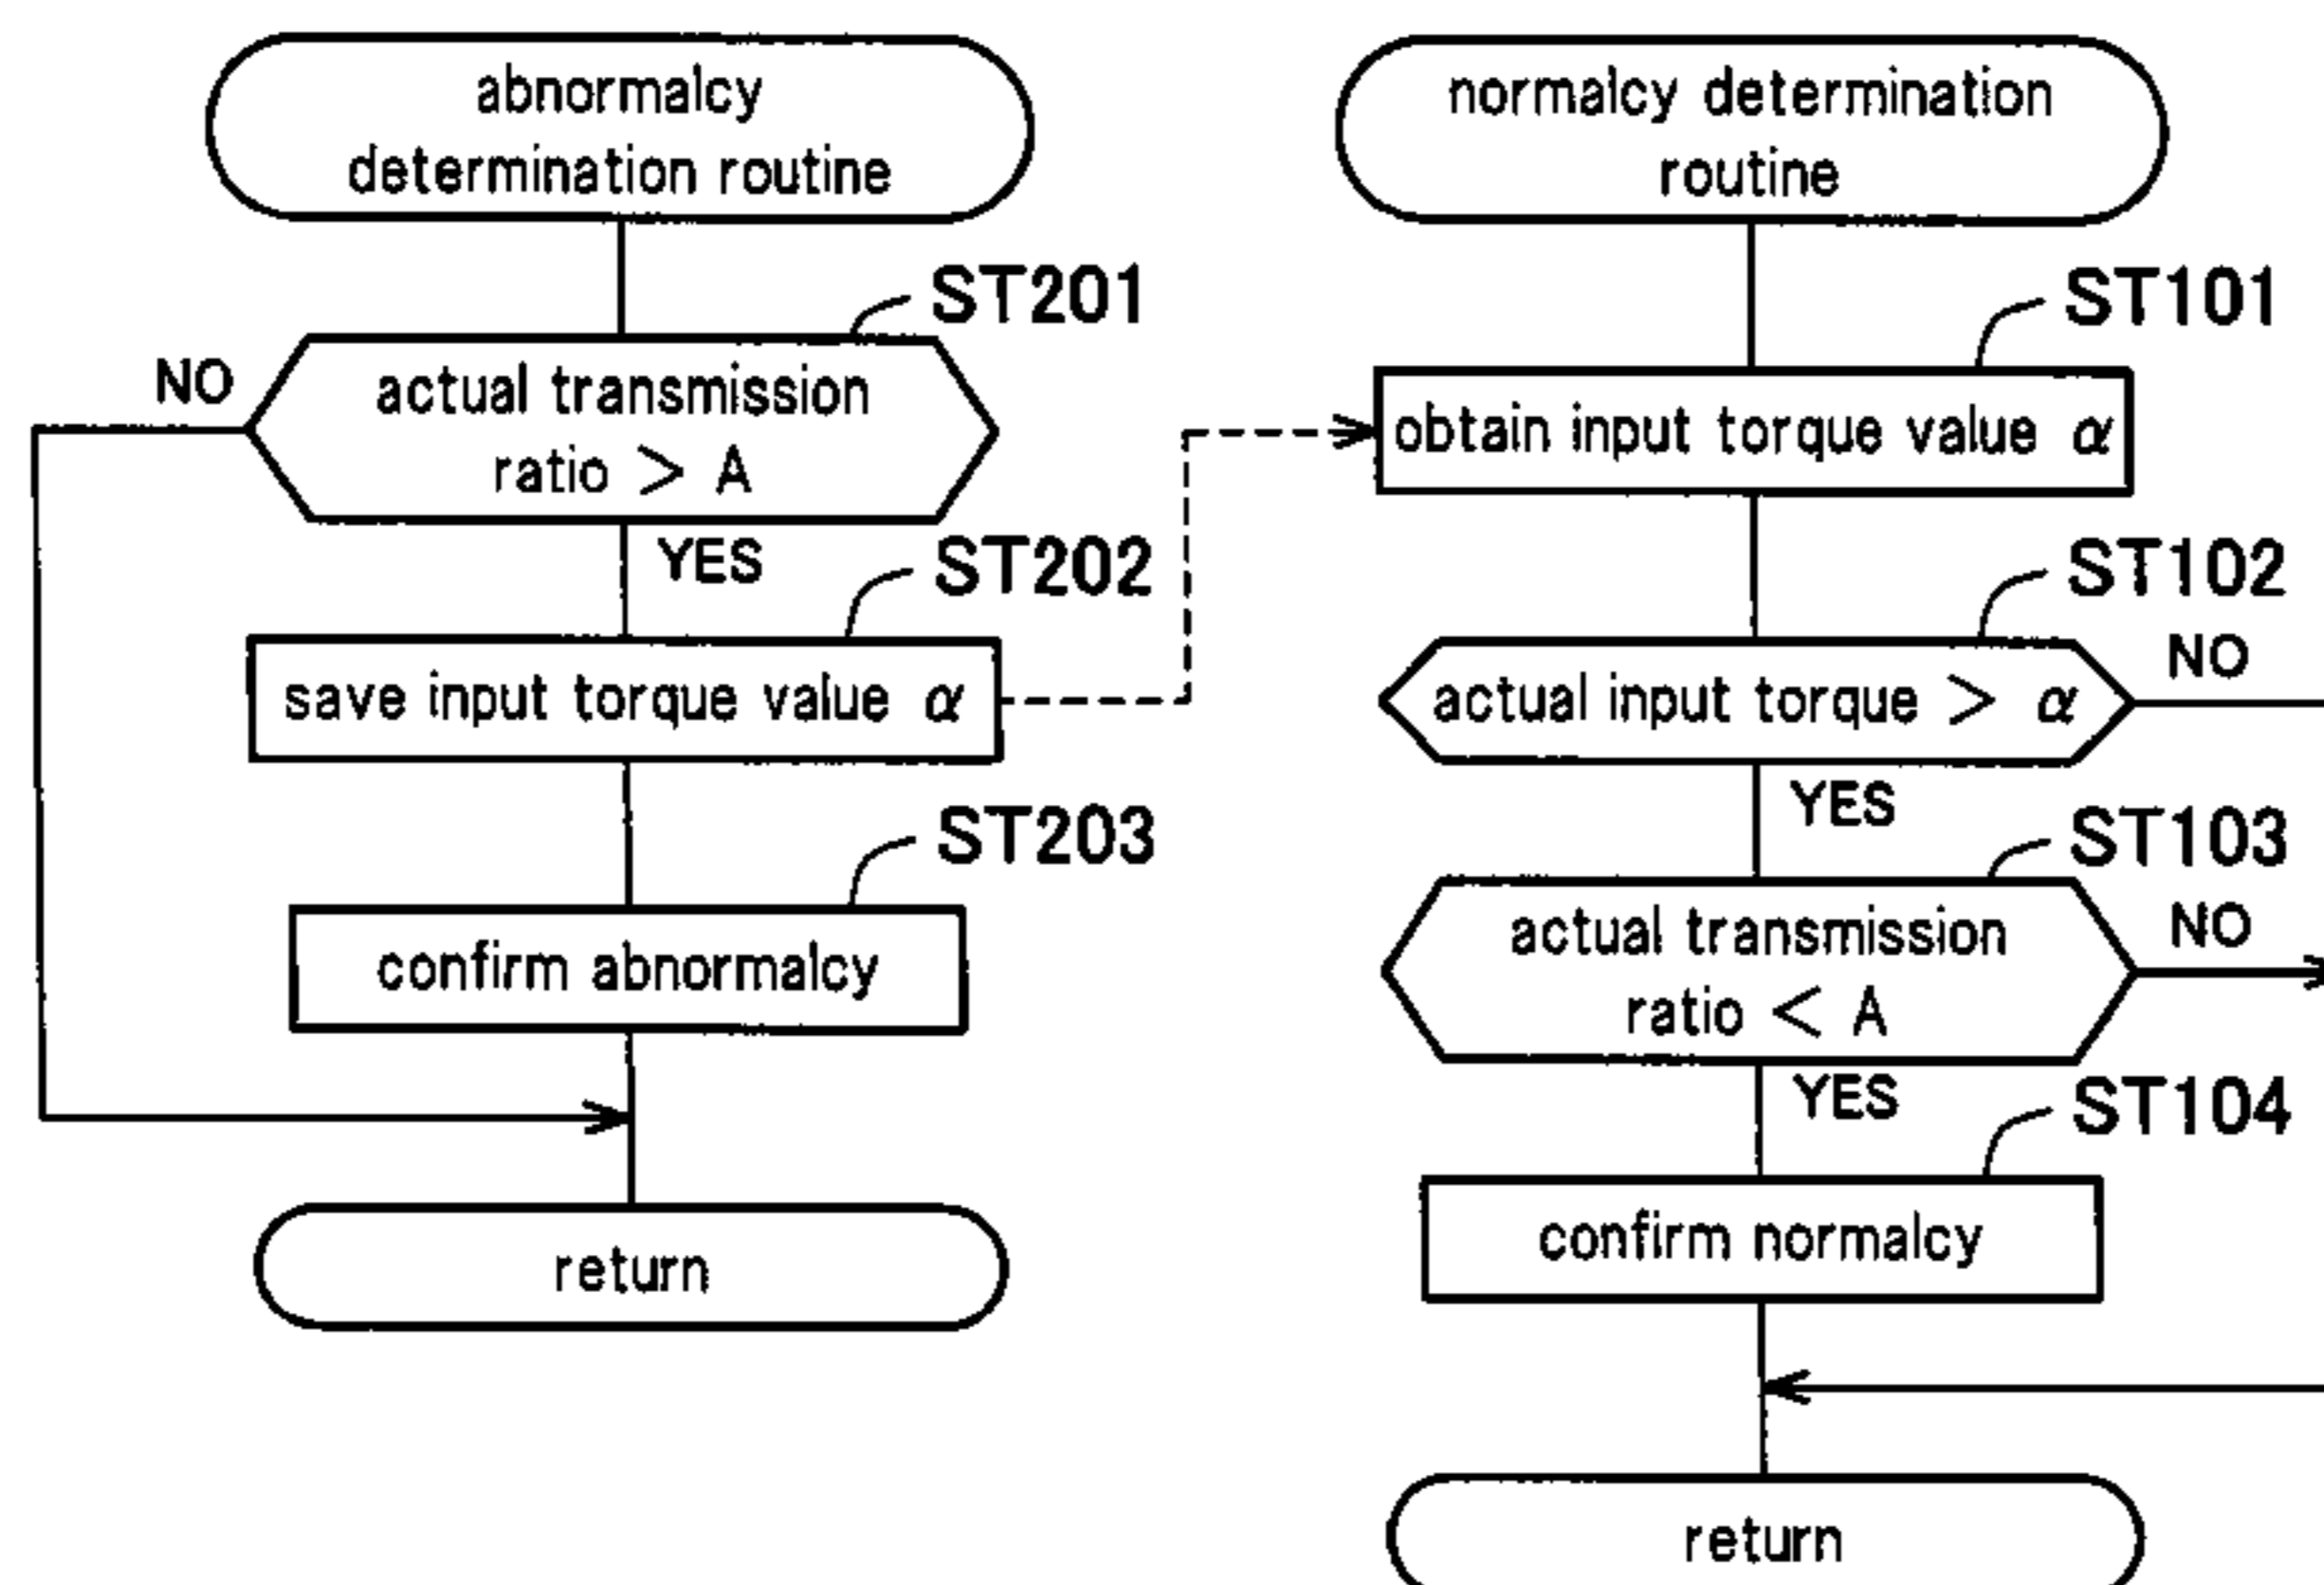 abnormalcy
determination routine
ST201
NO
actual transmission
ratio > A
YES
ST202
save input torque value α
ST203
confirm abnormalcy
return
normalcy determination
routine
ST101
obtain input torque value α
ST102
actual input torque > α
NO
YES
ST103
actual transmission
ratio < A
NO
YES
ST104
confirm normalcy
return